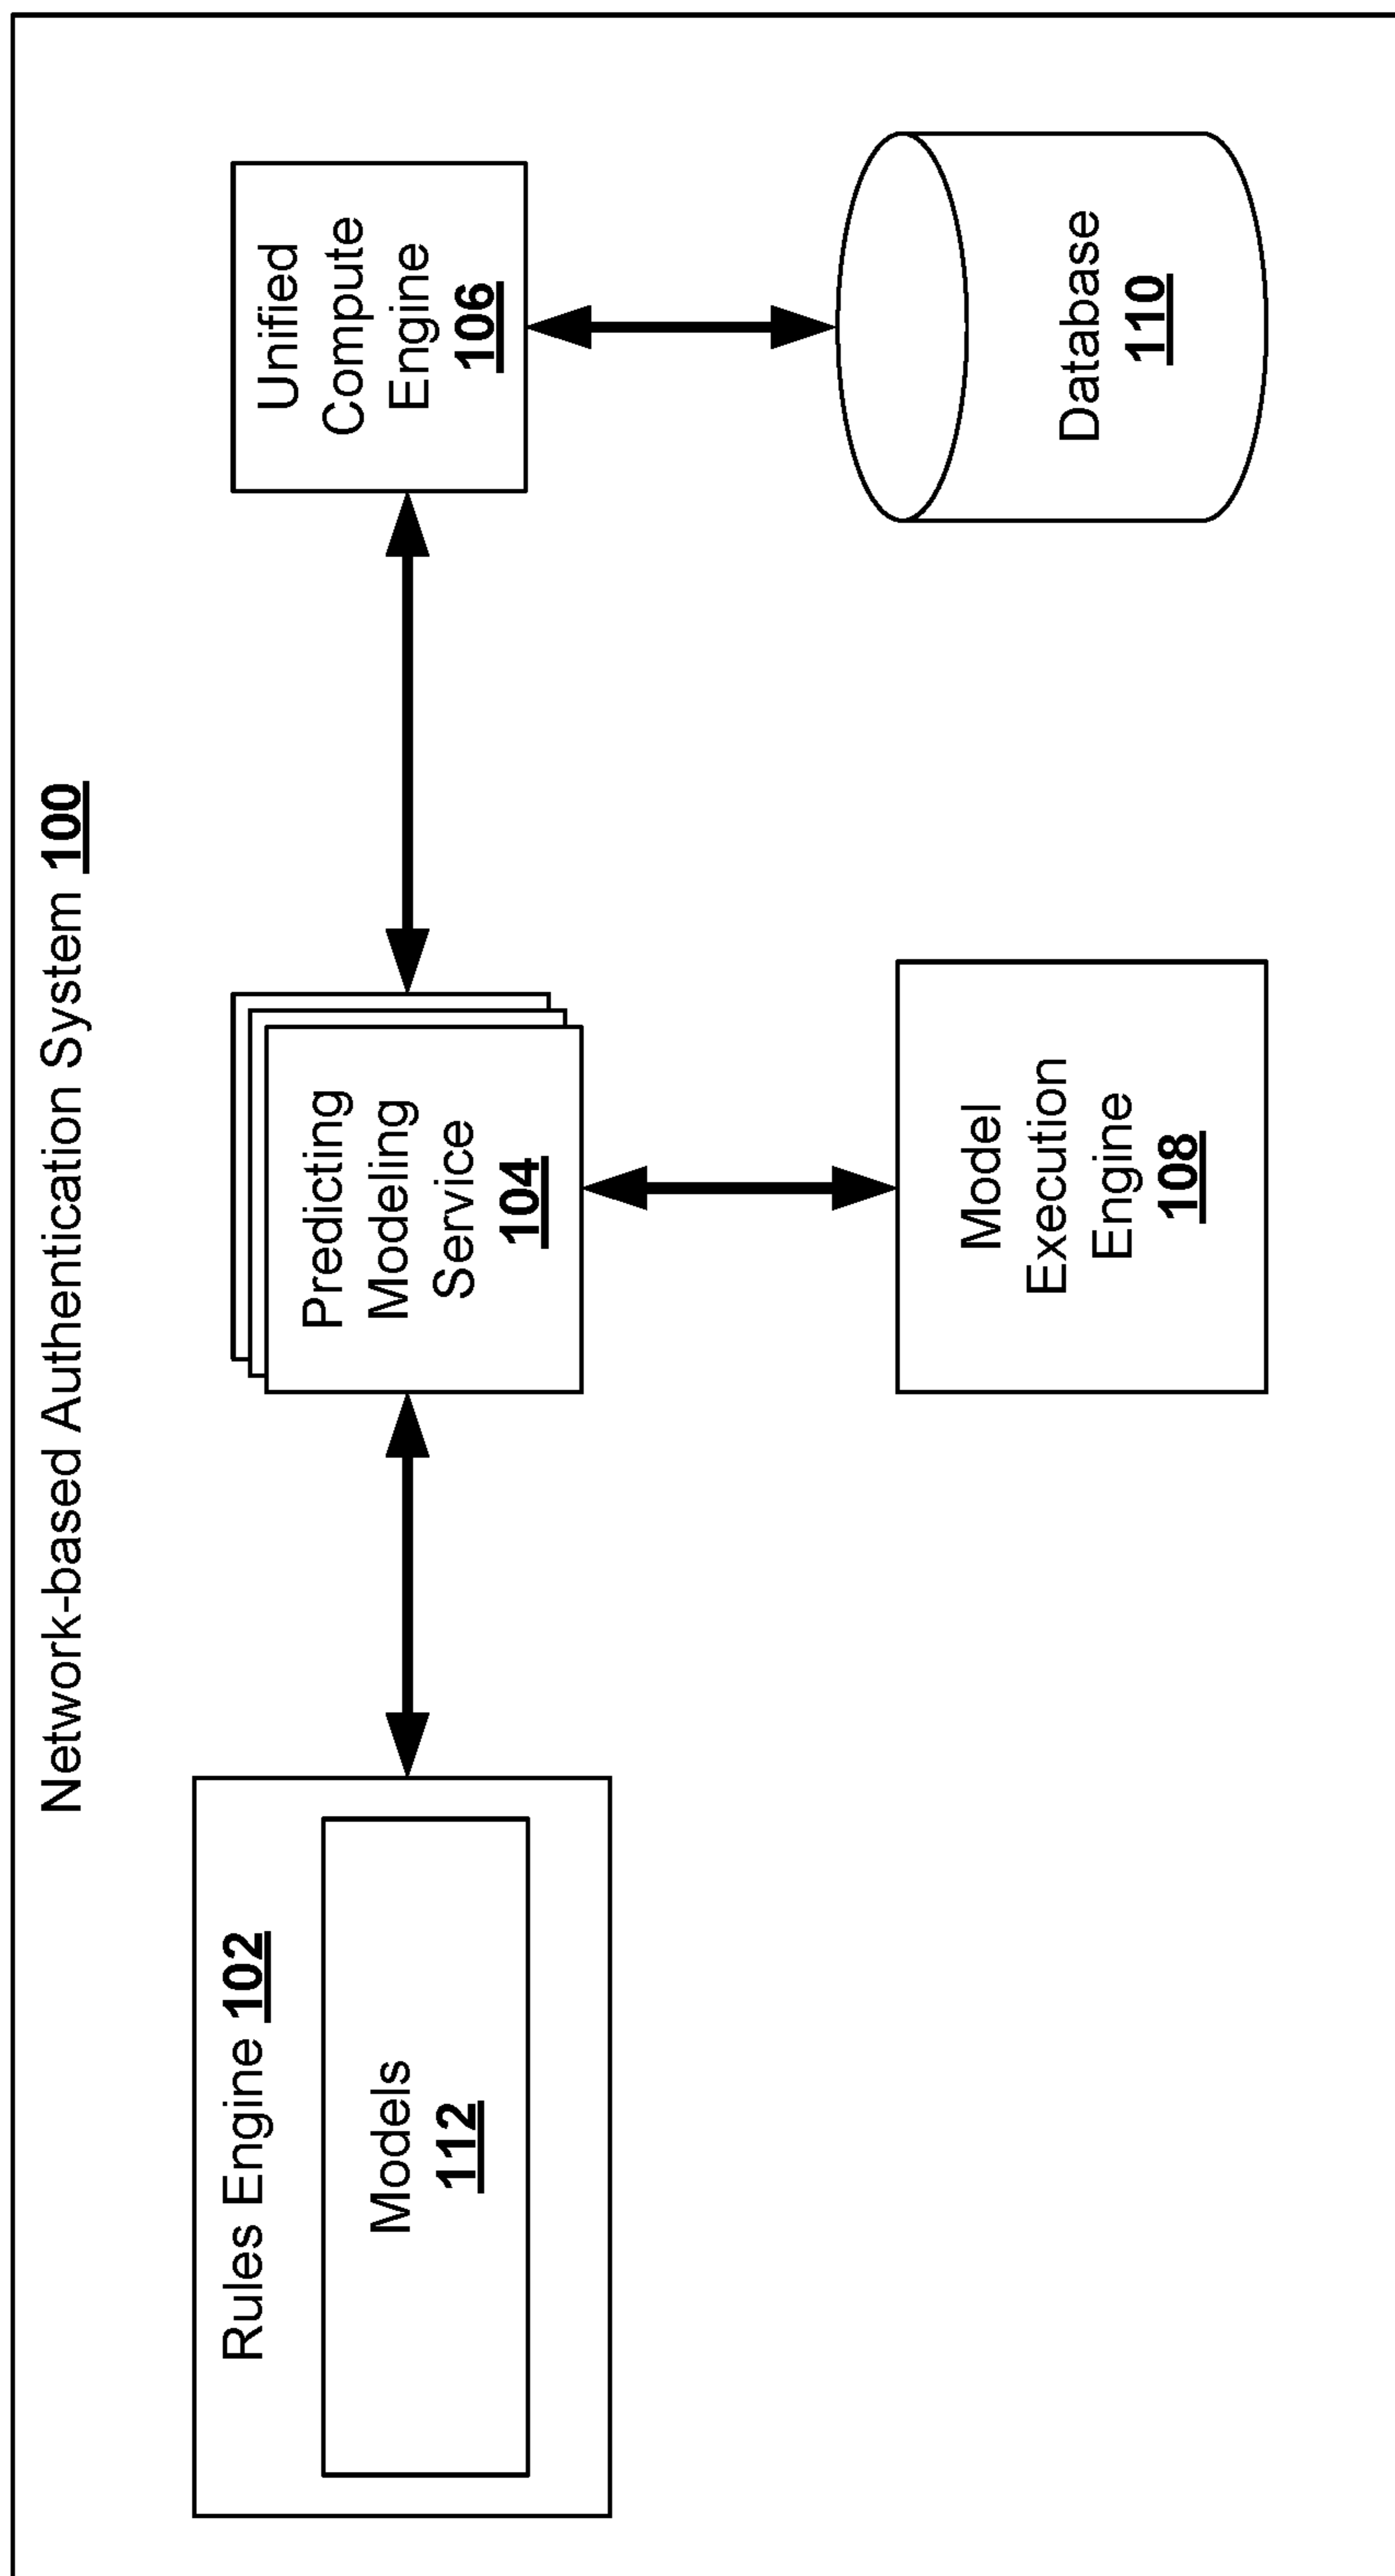 Network-based Authentication System 100
Rules Engine 102
Models
112
Predicting
Modeling
Service
104
Unified
Compute
Engine
106
Model
Execution
Engine
108
Database
110